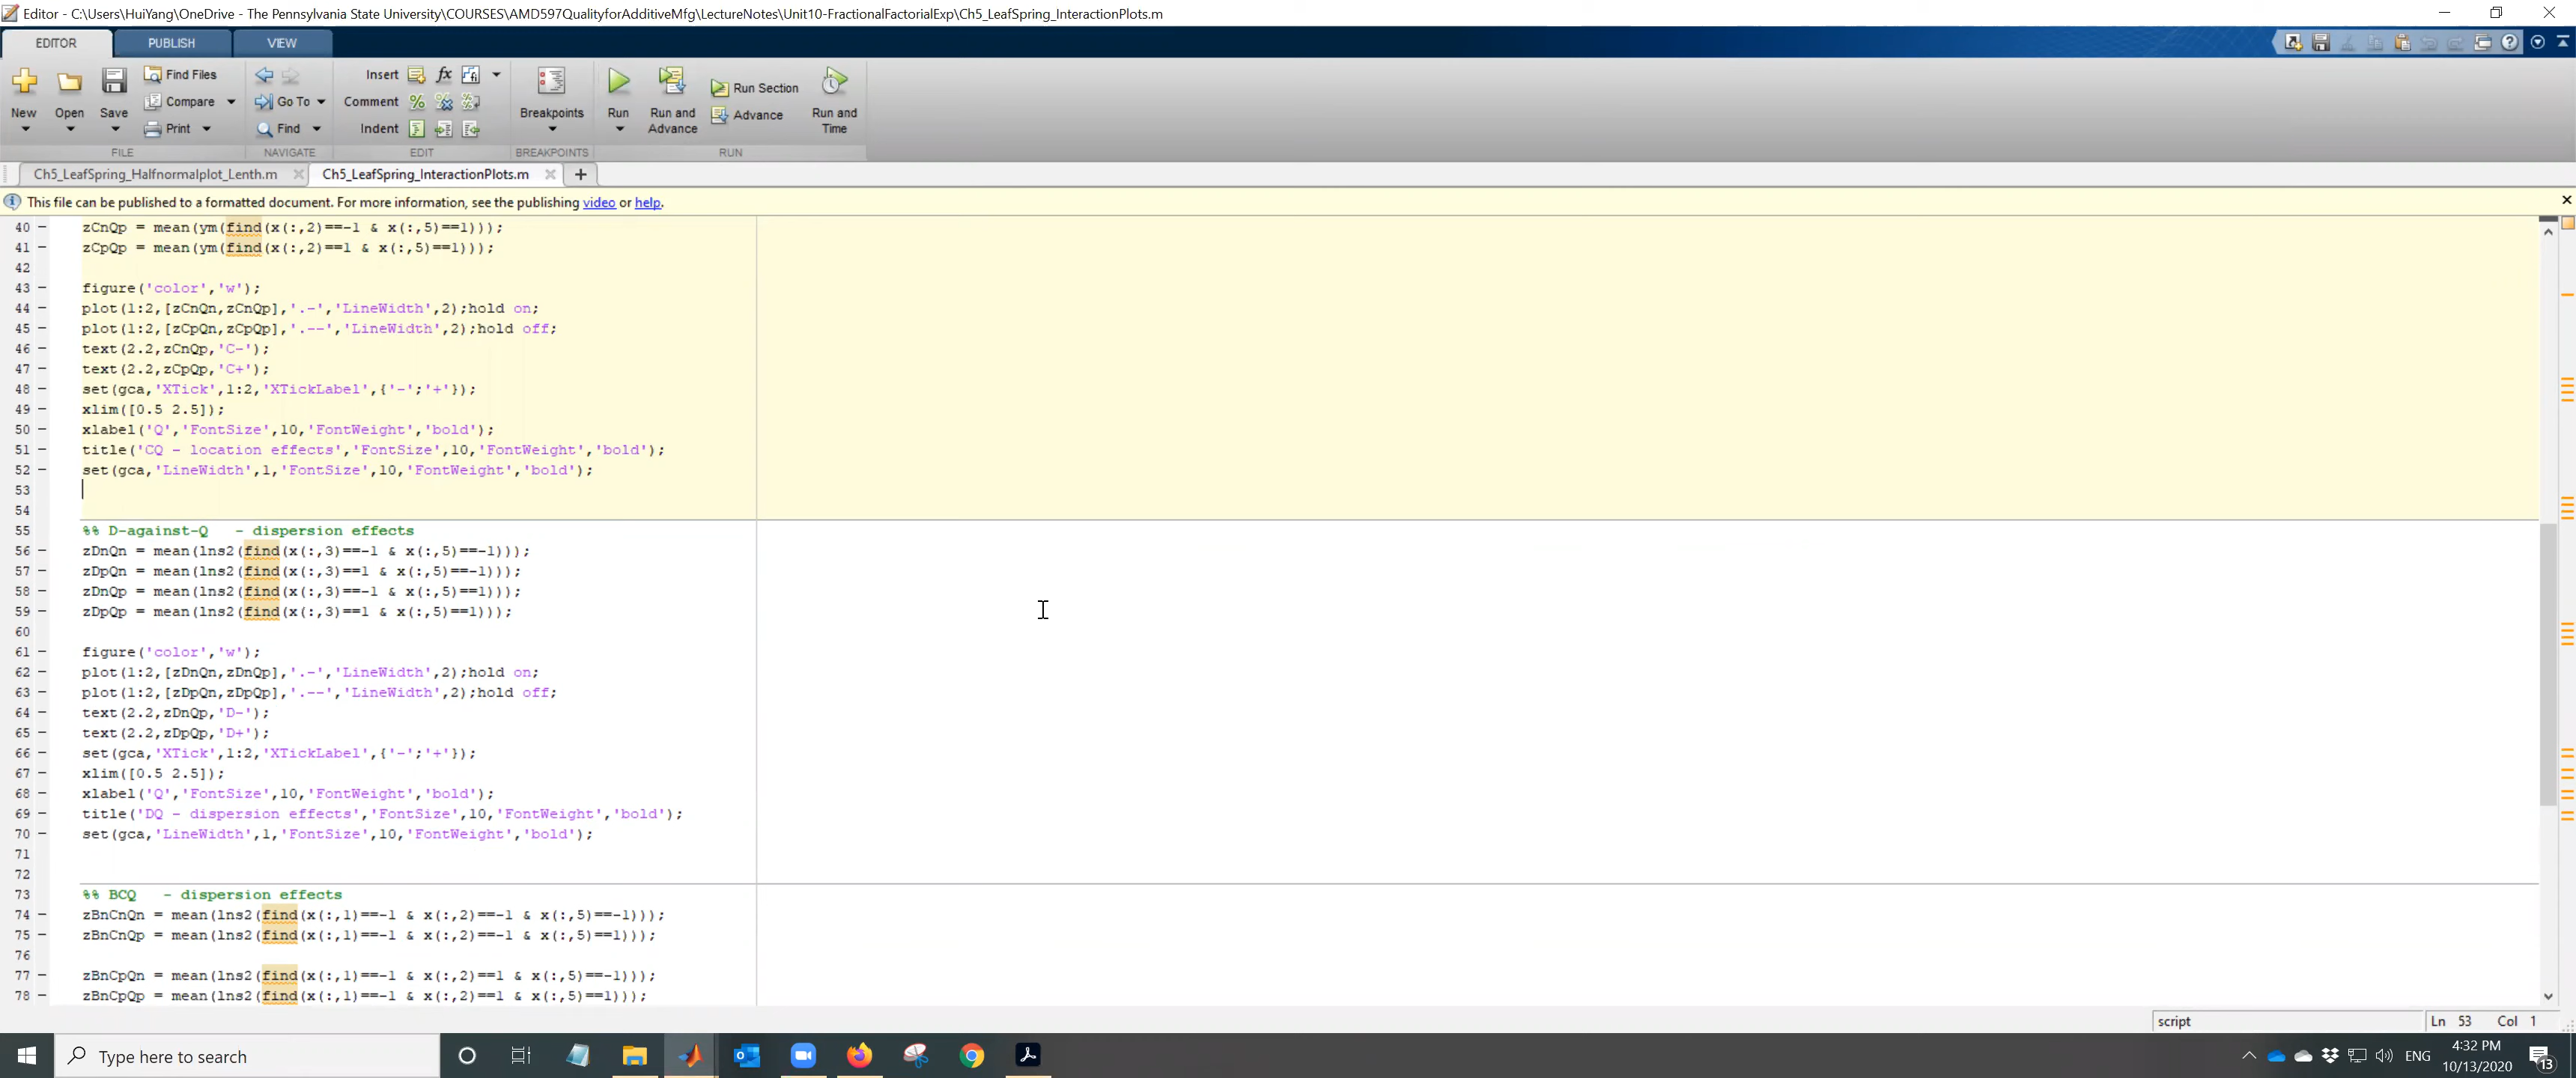 Editor - C:\Users\HuiYang\OneDrive - The Pennsylvania State University\COURSES\AMD597QualityforAdditiveMfg\LectureNotes\Unit10-FractionalFactorialExp\Ch5_LeafSpring_InteractionPlots.m
EDITOR PUBLISH VIEW
Find Files Insert fx Run Section
Compare Go To Comment
New Open Save Breakpoints Run Run and Advance Advance Run and Time
Print Find Indent
FILE NAVIGATE EDIT BREAKPOINTS RUN
Ch5_LeafSpring_Halfnormalplot_Lenth.m Ch5_LeafSpring_InteractionPlots.m +
This file can be published to a formatted document. For more information, see the publishing video or help.
40 - zCnQp = mean(ym(find(x(:,2)==-1 & x(:,5)==1)));
41 - zCpQp = mean(ym(find(x(:,2)==1 & x(:,5)==1)));
42 -
43 - figure('color','w');
44 - plot(1:2,[zCnQn,zCnQp],'.-','LineWidth',2);hold on;
45 - plot(1:2,[zCpQn,zCpQp],'.--','LineWidth',2);hold off;
46 - text(2.2,zCnQp,'C-');
47 - text(2.2,zCpQp,'C+');
48 - set(gca,'XTick',1:2,'XTickLabel',{'-';'+'});
49 - xlim([0.5 2.5]);
50 - xlabel('Q','FontSize',10,'FontWeight','bold');
51 - title('CQ - location effects','FontSize',10,'FontWeight','bold');
52 - set(gca,'LineWidth',1,'FontSize',10,'FontWeight','bold');
53 -
54 -
55 - %% D-against-Q - dispersion effects
56 - zDnQn = mean(lns2(find(x(:,3)==-1 & x(:,5)==-1)));
57 - zDpQn = mean(lns2(find(x(:,3)==1 & x(:,5)==-1)));
58 - zDnQp = mean(lns2(find(x(:,3)==-1 & x(:,5)==1)));
59 - zDpQp = mean(lns2(find(x(:,3)==1 & x(:,5)==1)));
60 -
61 - figure('color','w');
62 - plot(1:2,[zDnQn,zDnQp],'.-','LineWidth',2);hold on;
63 - plot(1:2,[zDpQn,zDpQp],'.--','LineWidth',2);hold off;
64 - text(2.2,zDnQp,'D-');
65 - text(2.2,zDpQp,'D+');
66 - set(gca,'XTick',1:2,'XTickLabel',{'-';'+'});
67 - xlim([0.5 2.5]);
68 - xlabel('Q','FontSize',10,'FontWeight','bold');
69 - title('DQ - dispersion effects','FontSize',10,'FontWeight','bold');
70 - set(gca,'LineWidth',1,'FontSize',10,'FontWeight','bold');
71 -
72 -
73 - %% BCQ - dispersion effects
74 - zBnCnQn = mean(lns2(find(x(:,1)==-1 & x(:,2)==-1 & x(:,5)==-1)));
75 - zBnCnQp = mean(lns2(find(x(:,1)==-1 & x(:,2)==-1 & x(:,5)==1)));
76 -
77 - zBnCpQn = mean(lns2(find(x(:,1)==-1 & x(:,2)==1 & x(:,5)==-1)));
78 - zBnCpQp = mean(lns2(find(x(:,1)==-1 & x(:,2)==1 & x(:,5)==1)));
script Ln 53 Col 1
Type here to search ENG 4:32 PM
10/13/2020 13